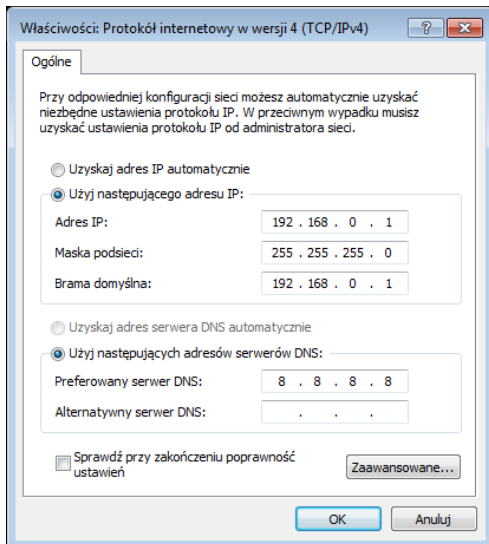 Właściwości: Protokół internetowy w wersji 4 (TCP/IPv4)
Ogólne
Przy odpowiedniej konfiguracji sieci możesz automatycznie uzyskać
niezbędne ustawienia protokołu IP. W przeciwnym wypadku musisz
uzyskać ustawienia protokołu IP od administratora sieci.
Uzyskaj adres IP automatycznie
Użyj następującego adresu IP:
Adres IP: 192 . 168 . 0 . 1
Maska podsieci: 255 . 255 . 255 . 0
Brama domyślna: 192 . 168 . 0 . 1
Uzyskaj adres serwera DNS automatycznie
Użyj następujących adresów serwerów DNS:
Preferowany serwer DNS: 8 . 8 . 8 . 8
Alternatywny serwer DNS: . . .
Sprawdź przy zakończeniu poprawność
ustawień
Zaawansowane...
OK Anuluj